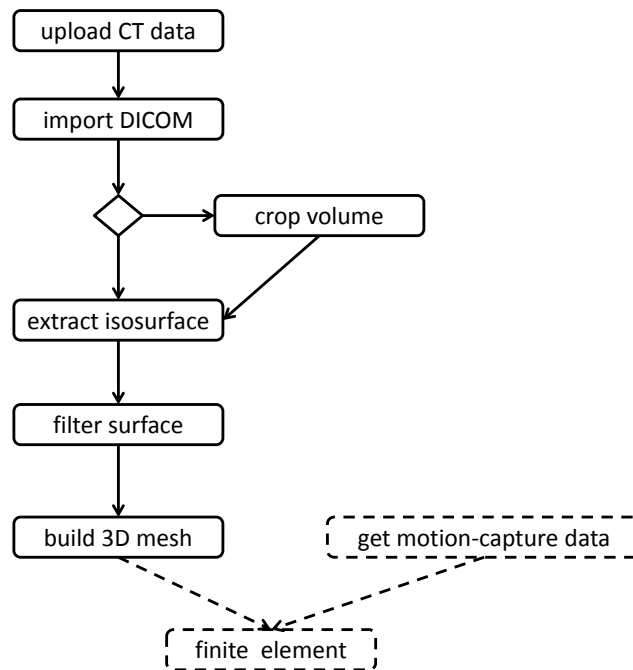 upload CT data
import DICOM
crop volume
extract isosurface
filter surface
build 3D mesh
get motion-capture data
finite element